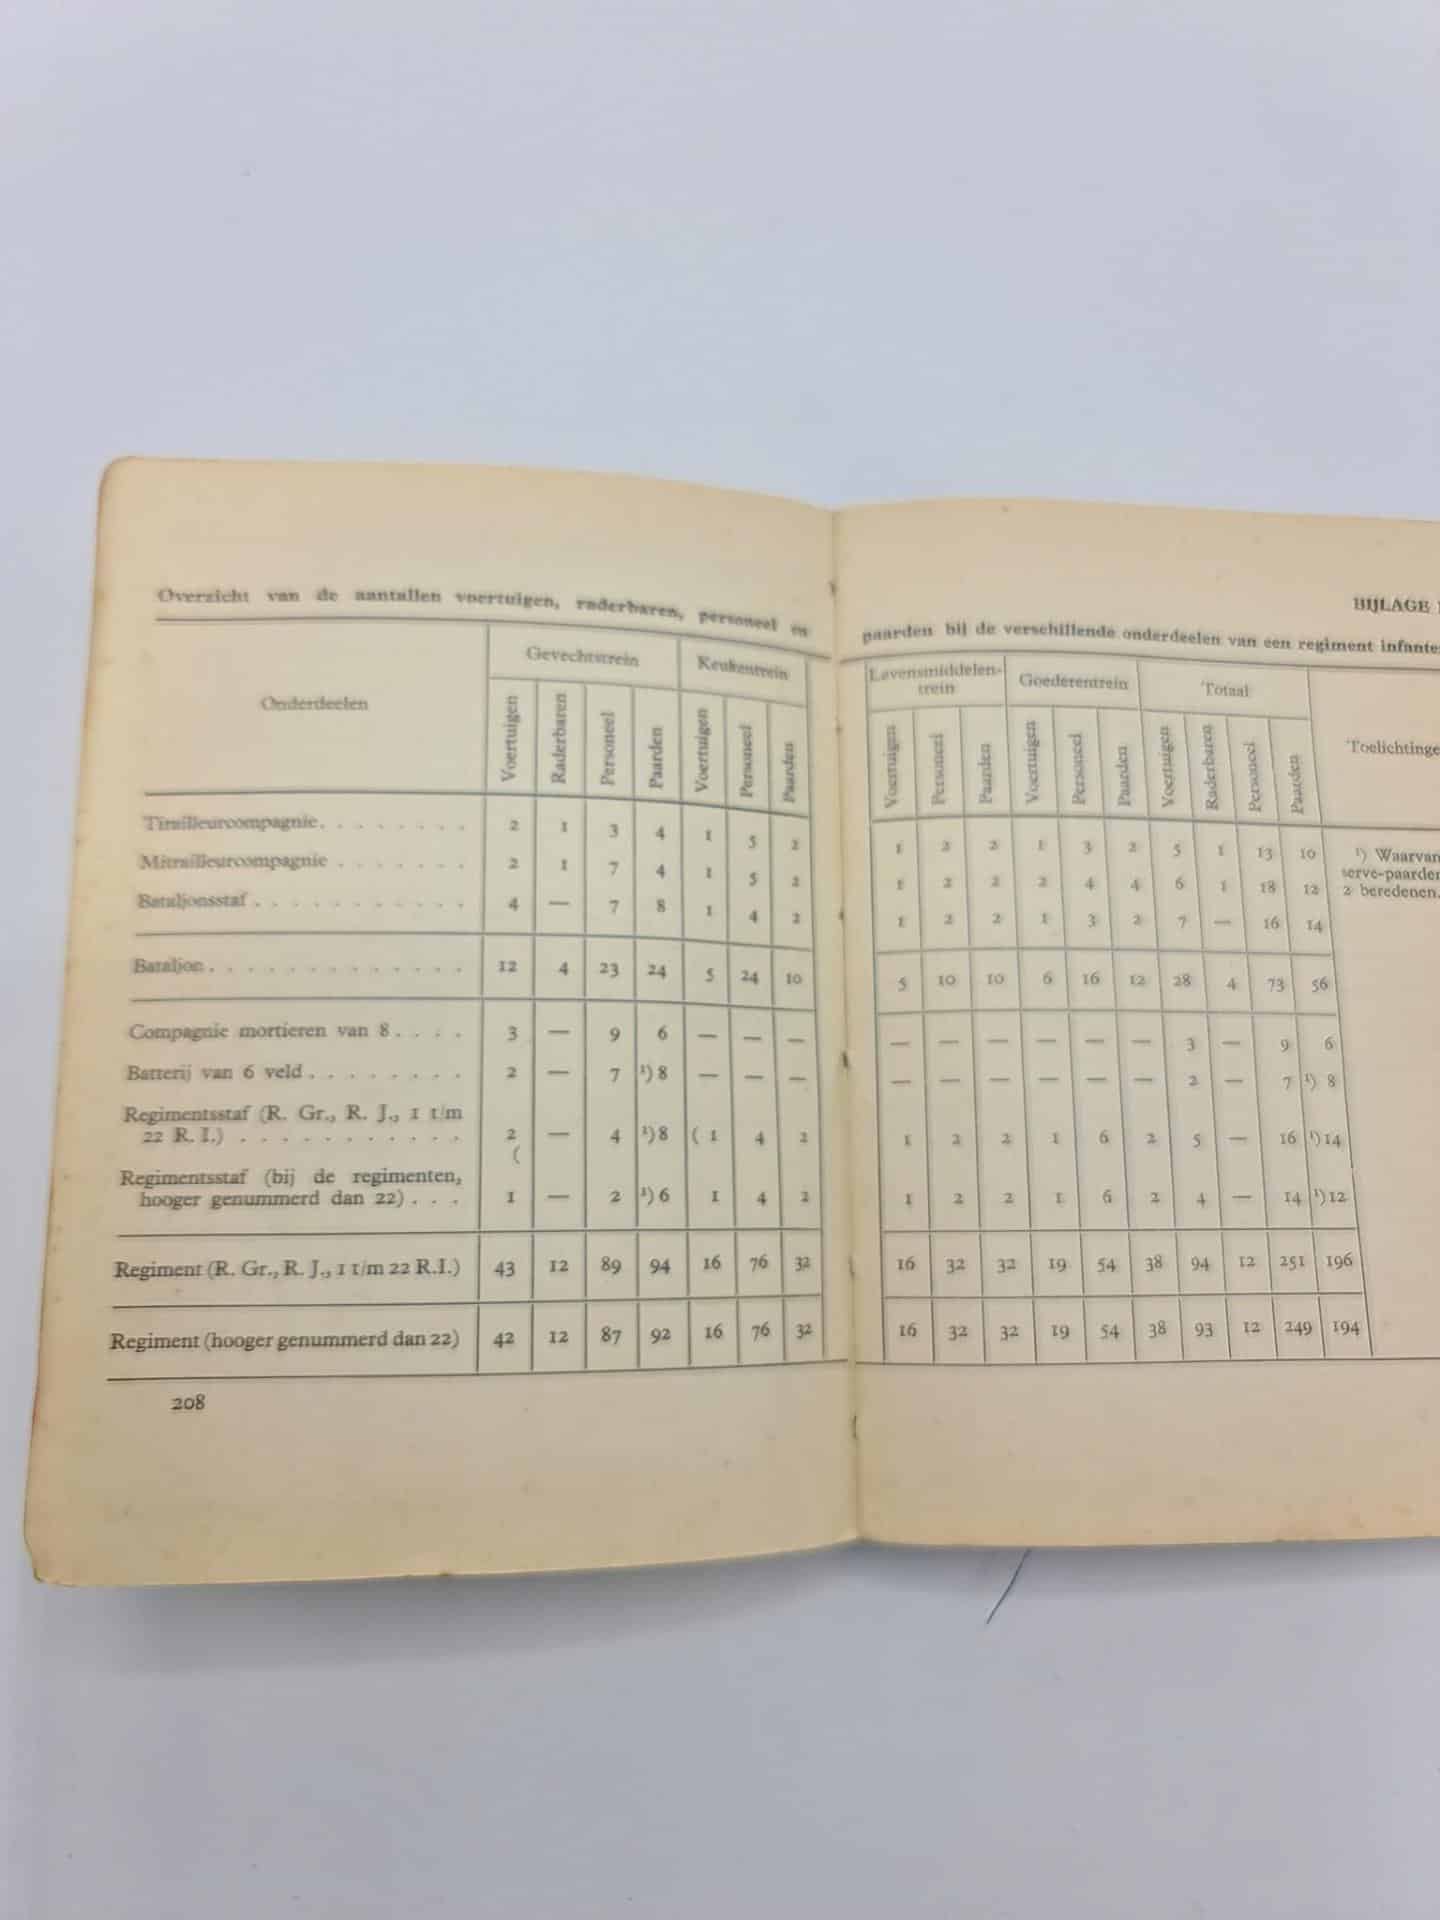 Overzicht van de aantallen voertuigen, raderbaren, personeel en
Onderdeelen Gevechtstrein Keukentrein
Voertuigen Raderbaren Personeel Paarden Voertuigen Personeel Paarden
Tirailleurcompagnie. . . . . . . . 2 1 3 4 1 5 2
Mitrailleurcompagnie . . . . . . . 2 1 7 4 1 5 2
Bataljonsstaf . . . . . . . . . . . 4 — 7 8 1 4 2
Bataljon. . . . . . . . . . . . . 12 4 23 24 5 24 10
Compagnie mortieren van 8 . . . . 3 — 9 6 — — —
Batterij van 6 veld . . . . . . . . 2 — 7 ¹) 8 — — —
Regimentsstaf (R. Gr., R. J., 1 t/m
22 R. I.) . . . . . . . . . . . 2 — 4 ¹) 8 ( 1 4 2
(
Regimentsstaf (bij de regimenten,
hooger genummerd dan 22) . . . 1 — 2 ¹) 6 1 4 2
Regiment (R. Gr., R. J., 1 t/m 22 R.I.) 43 12 89 94 16 76 32
Regiment (hooger genummerd dan 22) 42 12 87 92 16 76 32
208
BIJLAGE
paarden bij de verschillende onderdeelen van een regiment infante
Levensmiddelen- Goederentrein Totaal Toelichtinge
trein
Voertuigen Personeel Paarden Voertuigen Personeel Paarden Voertuigen Raderbaren Personeel Paarden
1 2 2 1 3 2 5 1 13 10 ¹) Waarvan
serve-paarden
1 2 2 2 4 4 6 1 18 12 2 beredenen.
1 2 2 1 3 2 7 — 16 14
5 10 10 6 16 12 28 4 73 56
— — — — — — 3 — 9 6
— — — — — — 2 — 7 ¹) 8
1 2 2 1 6 2 5 — 16 ¹) 14
1 2 2 1 6 2 4 — 14 ¹) 12
16 32 32 19 54 38 94 12 251 196
16 32 32 19 54 38 93 12 249 194